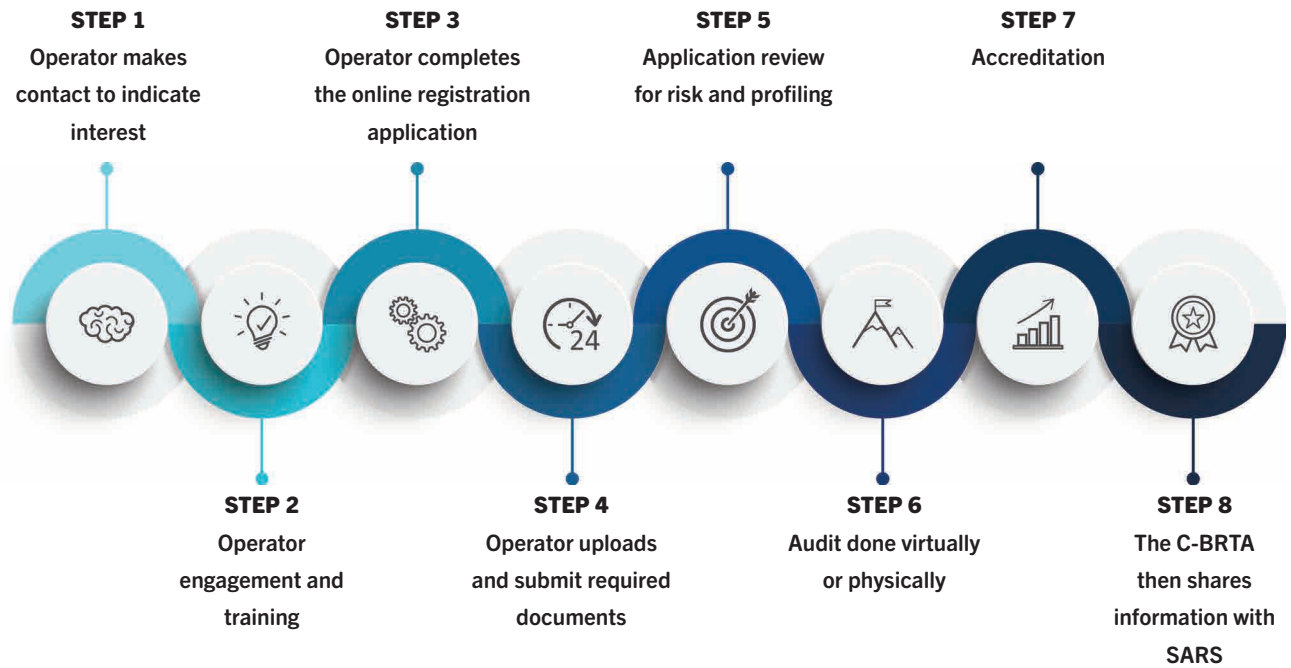 STEP 1
Operator makes
contact to indicate
interest
STEP 2
Operator
engagement and
training
STEP 3
Operator completes
the online registration
application
STEP 4
Operator uploads
and submit required
documents
STEP 5
Application review
for risk and profiling
STEP 6
Audit done virtually
or physically
STEP 7
Accreditation
STEP 8
The C-BRTA
then shares
information with
SARS
24